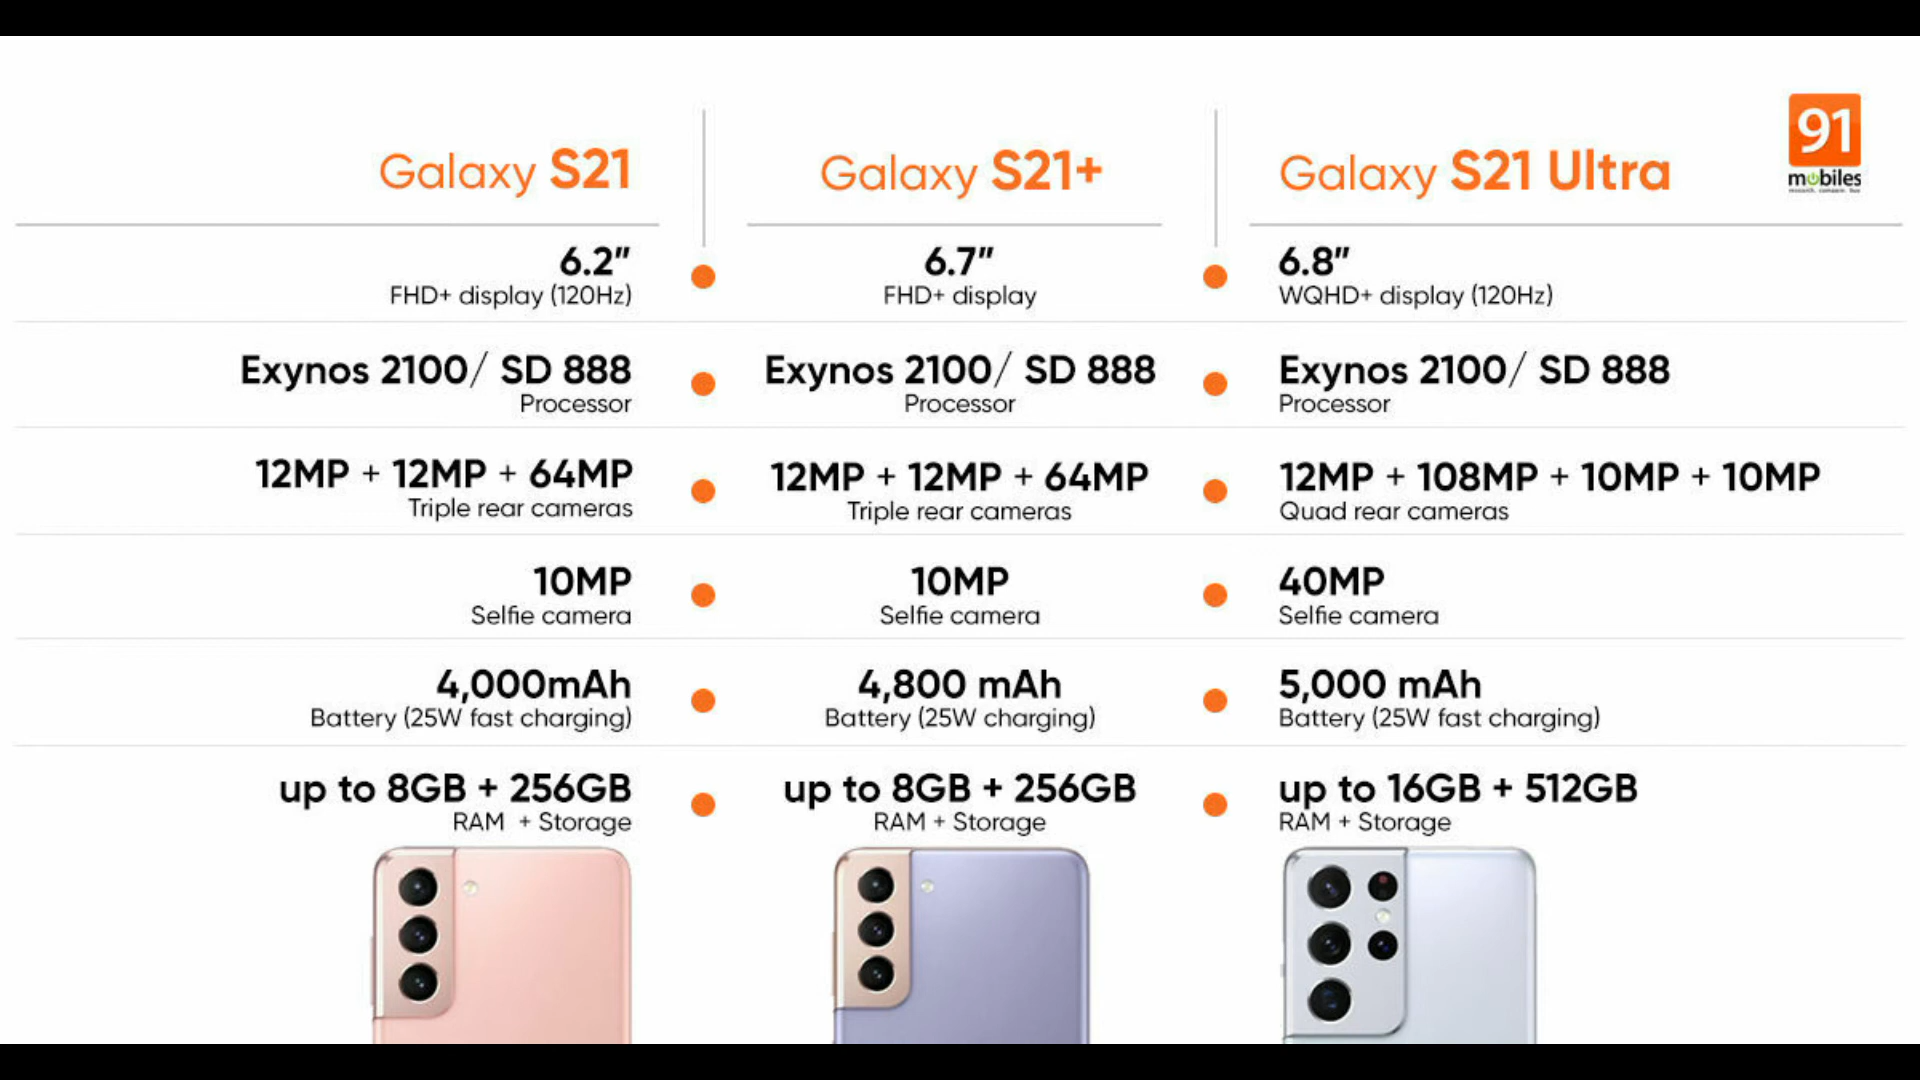 91
mobiles
Galaxy S21
Galaxy S21+
Galaxy S21 Ultra
6.2”
FHD+ display (120Hz)
6.7”
FHD+ display
6.8”
WQHD+ display (120Hz)
Exynos 2100/ SD 888
Processor
Exynos 2100/ SD 888
Processor
Exynos 2100/ SD 888
Processor
12MP + 12MP + 64MP
Triple rear cameras
12MP + 12MP + 64MP
Triple rear cameras
12MP + 108MP + 10MP + 10MP
Quad rear cameras
10MP
Selfie camera
10MP
Selfie camera
40MP
Selfie camera
4,000mAh
Battery (25W fast charging)
4,800 mAh
Battery (25W charging)
5,000 mAh
Battery (25W fast charging)
up to 8GB + 256GB
RAM + Storage
up to 8GB + 256GB
RAM + Storage
up to 16GB + 512GB
RAM + Storage